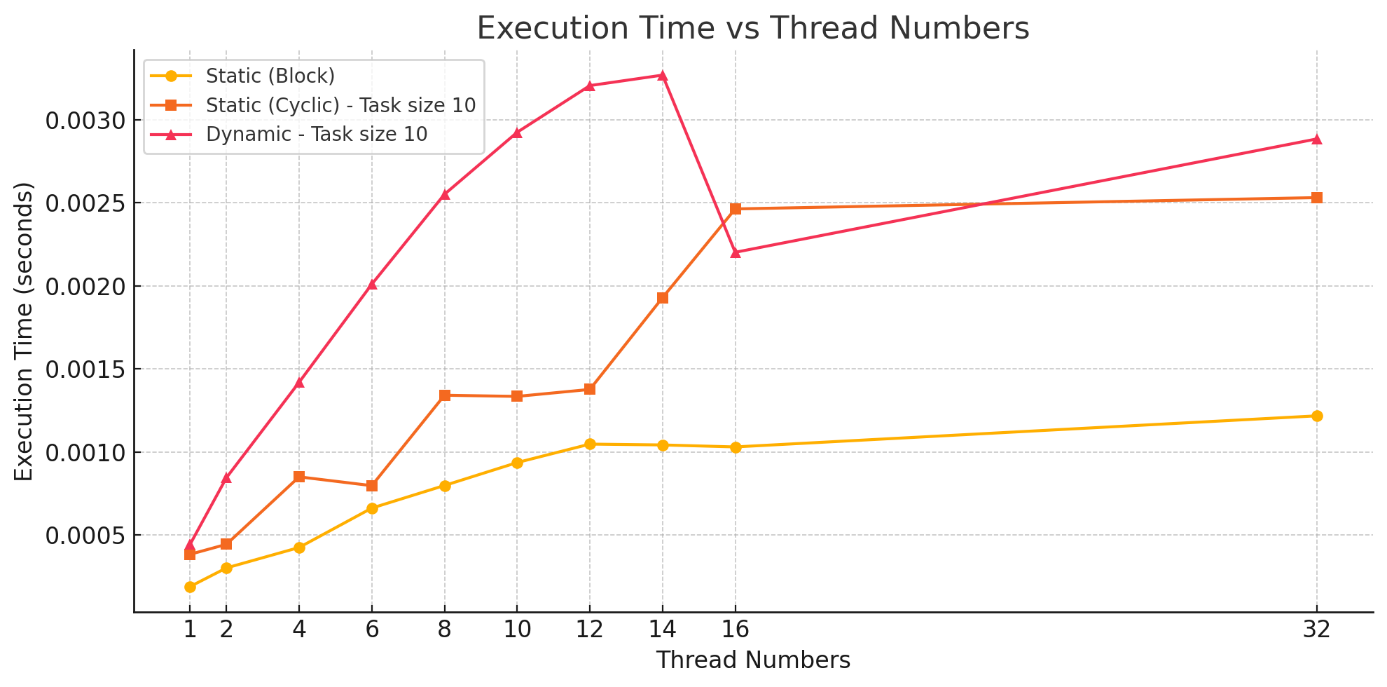 Execution Time vs Thread Numbers
Static (Block)
Static (Cyclic) - Task size 10
Dynamic - Task size 10
Execution Time (seconds)
0.0030
0.0025
0.0020
0.0015
0.0010
0.0005
1 2 4 6 8 10 12 14 16 32
Thread Numbers